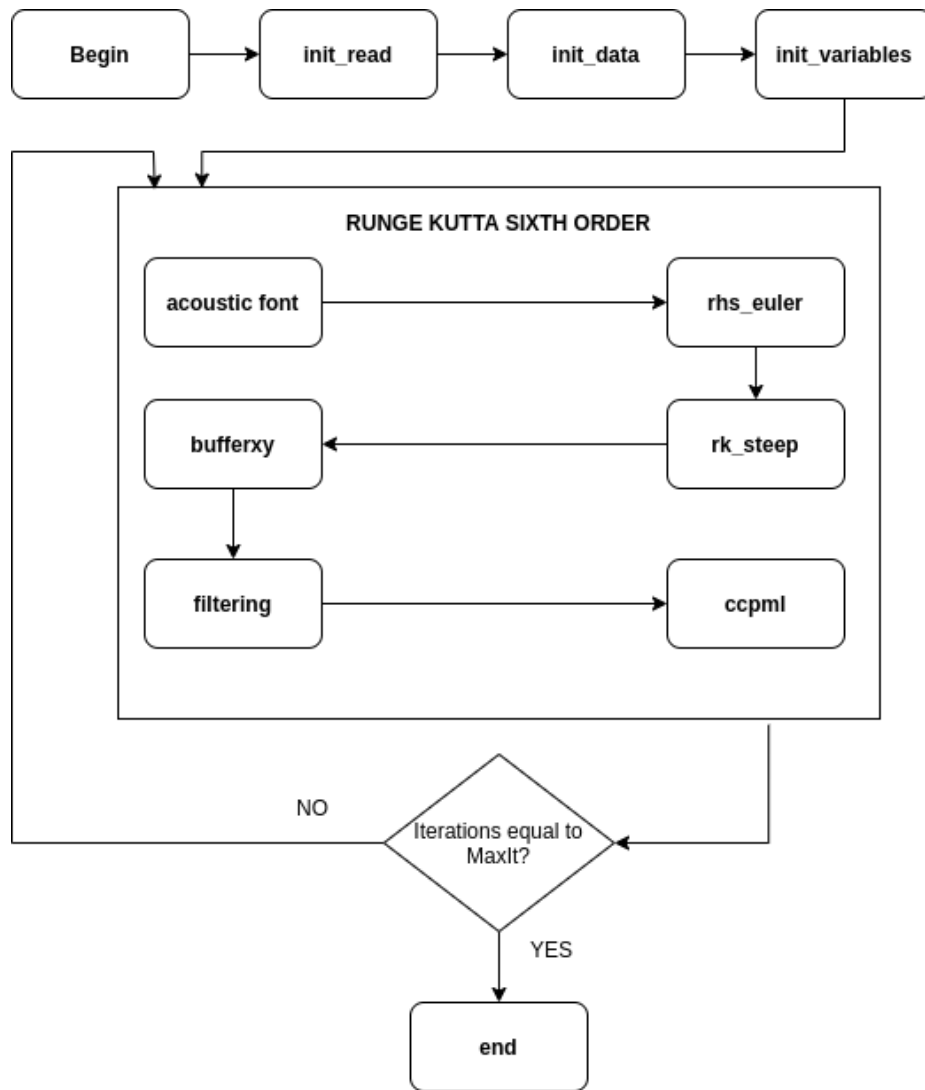 Begin
init_read
init_data
init_variables
RUNGE KUTTA SIXTH ORDER
acoustic font
rhs_euler
bufferxy
rk_steep
filtering
ccpml
NO
Iterations equal to
MaxIt?
YES
end